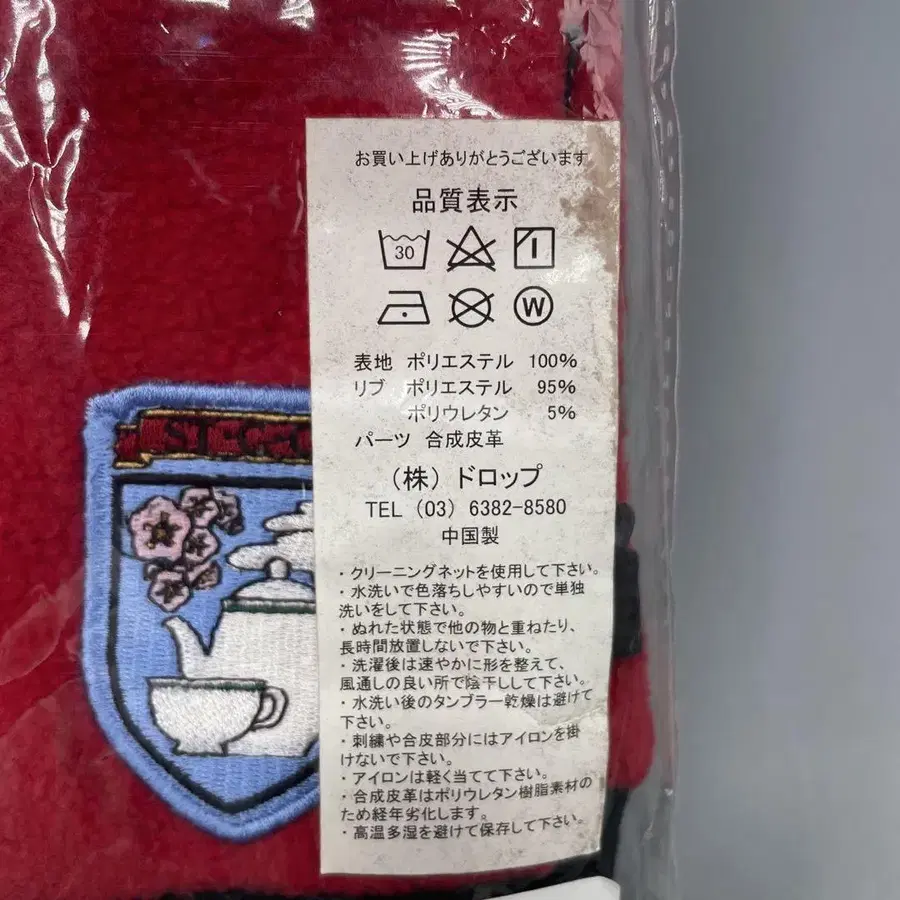 お買い上げありがとうございます
品質表示
30
W
表地 ポリエステル 100%
リブ ポリエステル 95%
ポリウレタン 5%
パーツ 合成皮革
(株) ドロップ
TEL (03) 6382-8580
中国製
・クリーニングネットを使用して下さい。
・水洗いで色落ちしやすいので単独
洗いをして下さい。
・ぬれた状態で他の物と重ねたり、
長時間放置しないで下さい。
・洗濯後は速やかに形を整えて、
風通しの良い所で陰干しして下さい。
・水洗い後のタンブラー乾燥は避けて
下さい。
・刺繍や合皮部分にはアイロンを掛
けないで下さい。
・アイロンは軽く当てて下さい。
・合成皮革はポリウレタン樹脂素材の
ため経年劣化します。
・高温多湿を避けて保存して下さい。